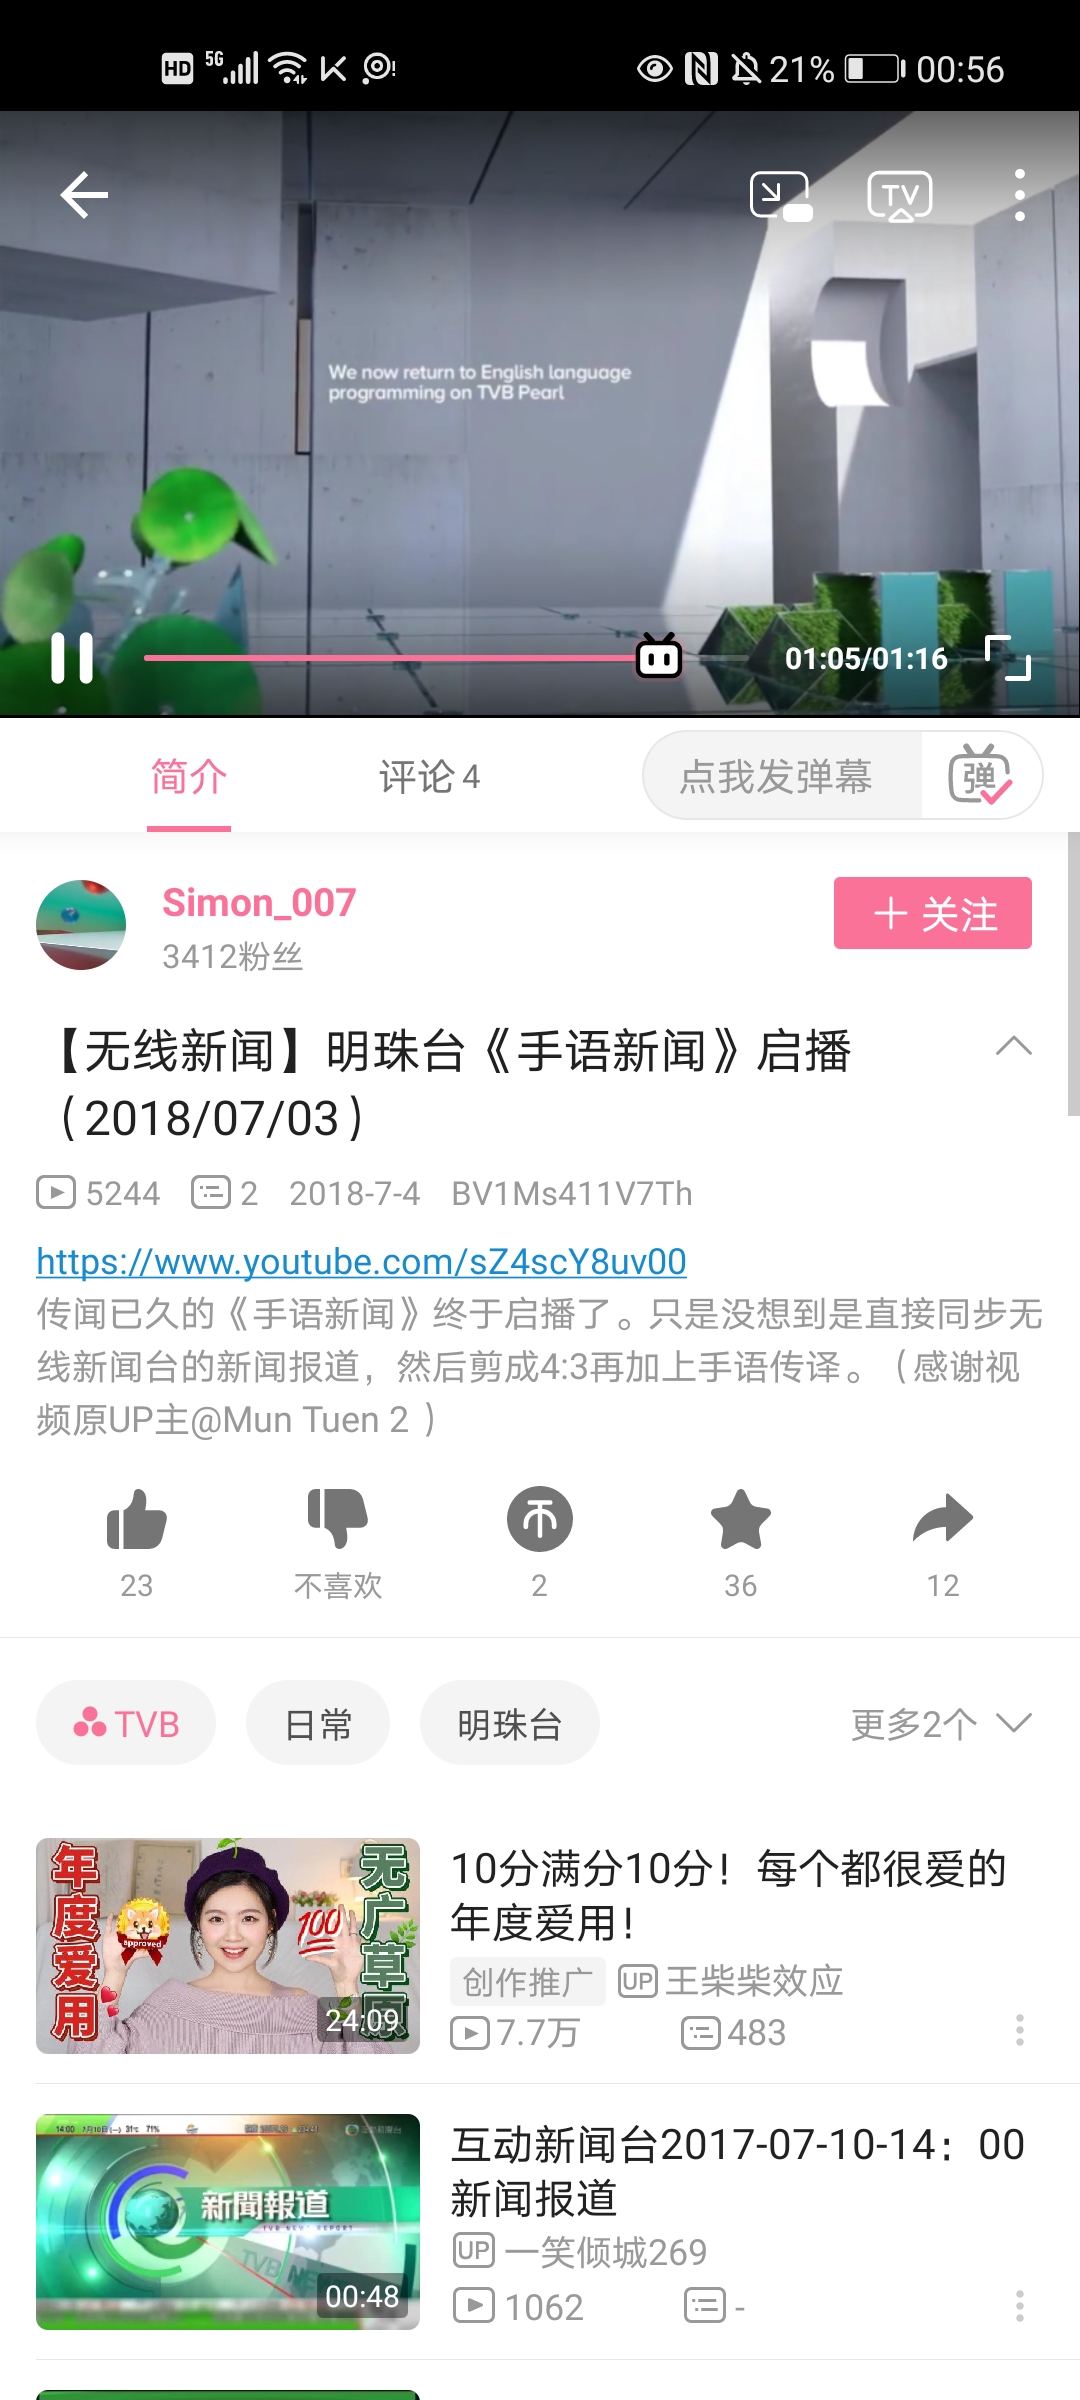 HD 5G 21% 00:56
TV
We now return to English language
programming on TVB Pearl
01:05/01:16
简介 评论 4 点我发弹幕 弹
Simon_007
3412粉丝
+ 关注
【无线新闻】明珠台《手语新闻》启播
（2018/07/03）
5244 2 2018-7-4 BV1Ms411V7Th
https://www.youtube.com/sZ4scY8uv00
传闻已久的《手语新闻》终于启播了。只是没想到是直接同步无
线新闻台的新闻报道，然后剪成4:3再加上手语传译。（感谢视
频原UP主@Mun Tuen 2 ）
23 不喜欢 2 36 12
TVB 日常 明珠台 更多2个
年度爱用
approved
100
无广草原
24:09
10分满分10分！每个都很爱的
年度爱用！
创作推广 UP 王柴柴效应
7.7万 483
14:00 7月10日(一) 31℃ 71%
新聞報道
TVB NEWS REPORT
TVB NE
00:48
互动新闻台2017-07-10-14：00
新闻报道
UP 一笑倾城269
1062 -